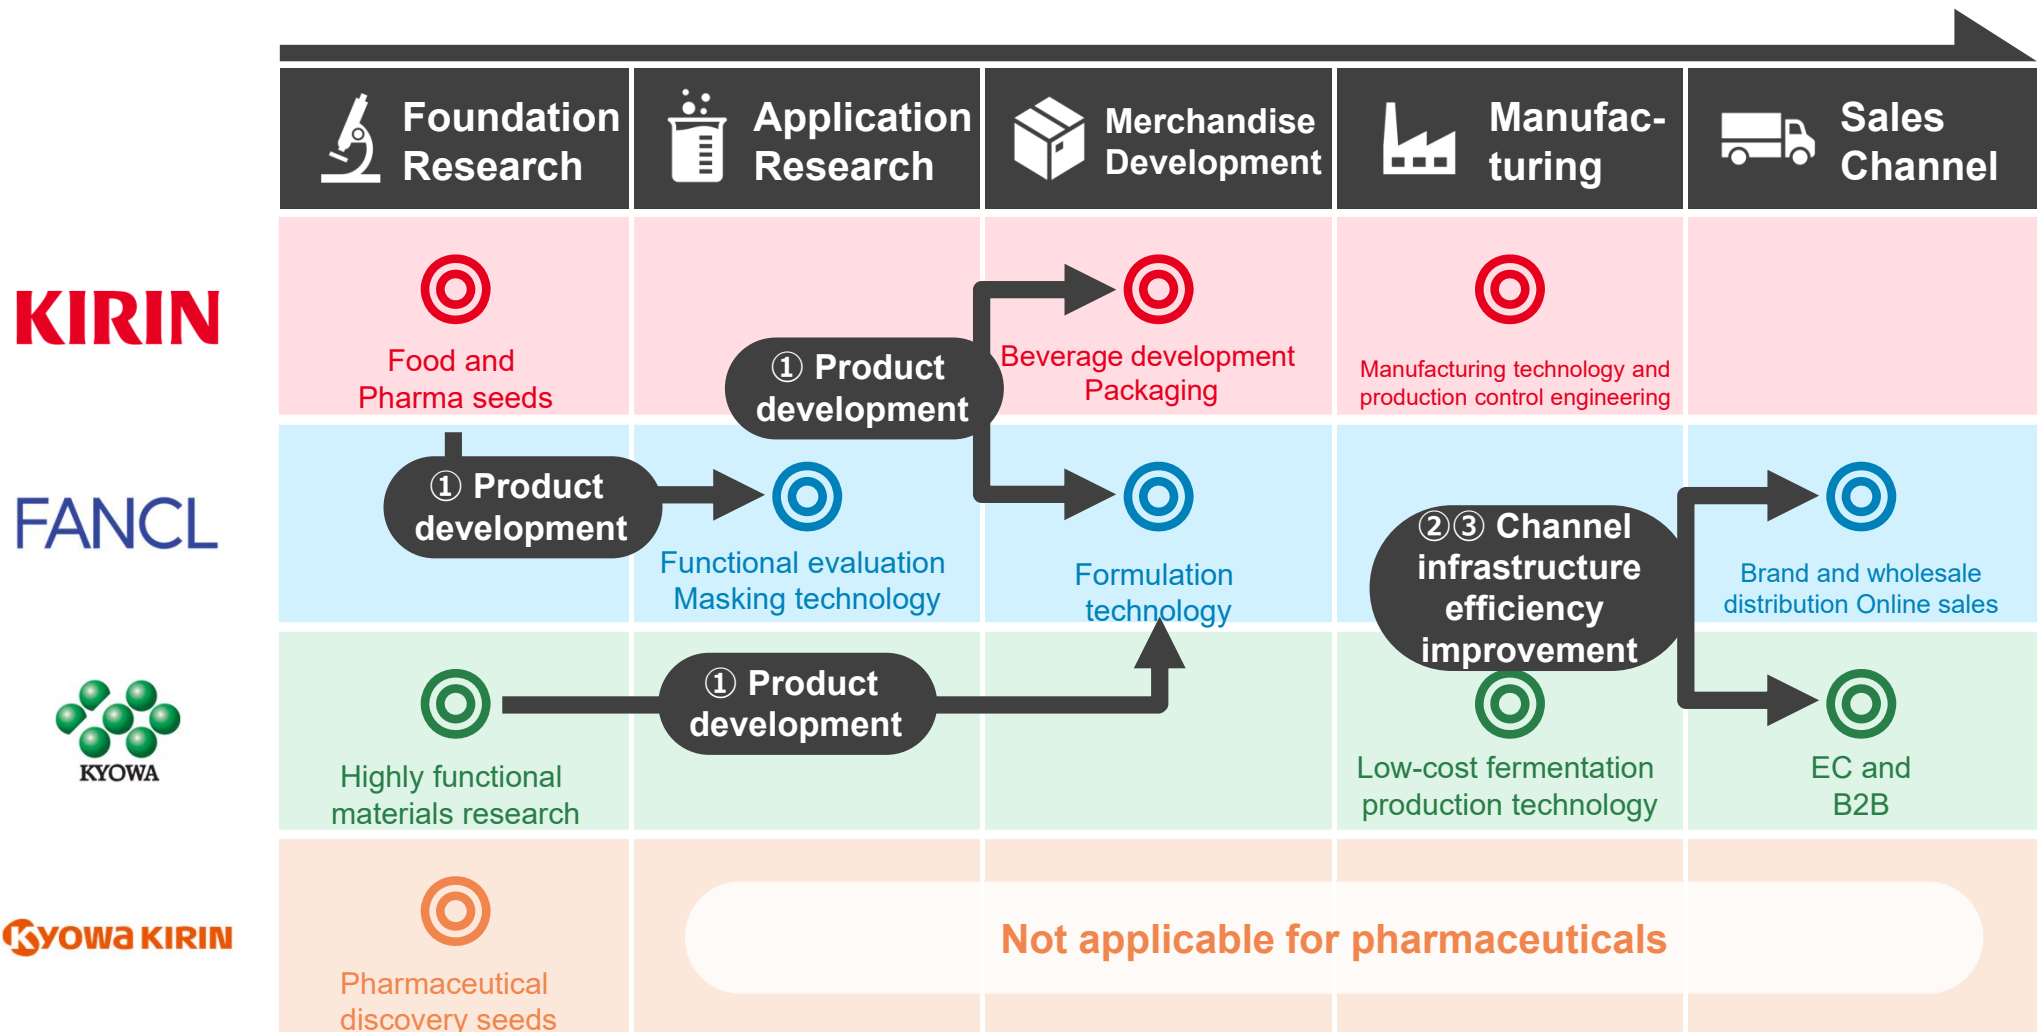 Foundation
Research
Application
Research
Merchandise
Development
Manufac-
turing
Sales
Channel
KIRIN
Food and
Pharma seeds
① Product
development
Beverage development
Packaging
Manufacturing technology and
production control engineering
FANCL
① Product
development
Functional evaluation
Masking technology
Formulation
technology
②③ Channel
infrastructure
efficiency
improvement
Brand and wholesale
distribution Online sales
KYOWA
Highly functional
materials research
① Product
development
Low-cost fermentation
production technology
EC and
B2B
Kyowa KIRIN
Pharmaceutical
discovery seeds
Not applicable for pharmaceuticals